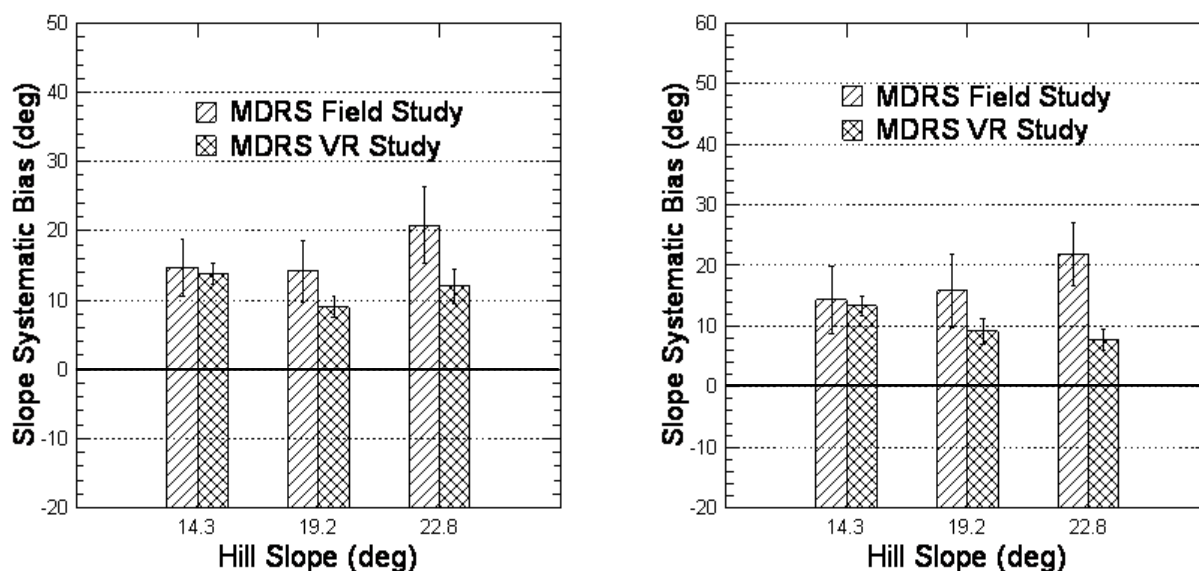 Slope Systematic Bias (deg)
50
40
30
20
10
0
-10
-20
MDRS Field Study
MDRS VR Study
14.3 19.2 22.8
Hill Slope (deg)
Slope Systematic Bias (deg)
60
50
40
30
20
10
0
-10
-20
MDRS Field Study
MDRS VR Study
14.3 19.2 22.8
Hill Slope (deg)